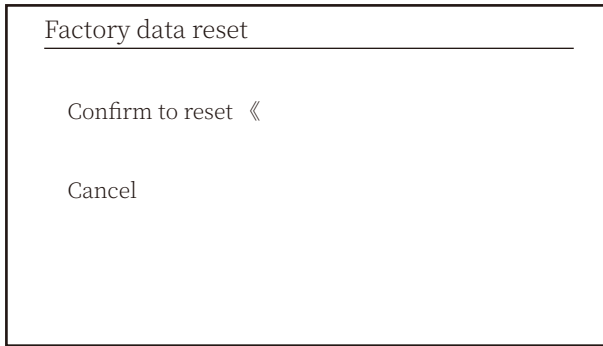 Factory data reset
Confirm to reset 《
Cancel